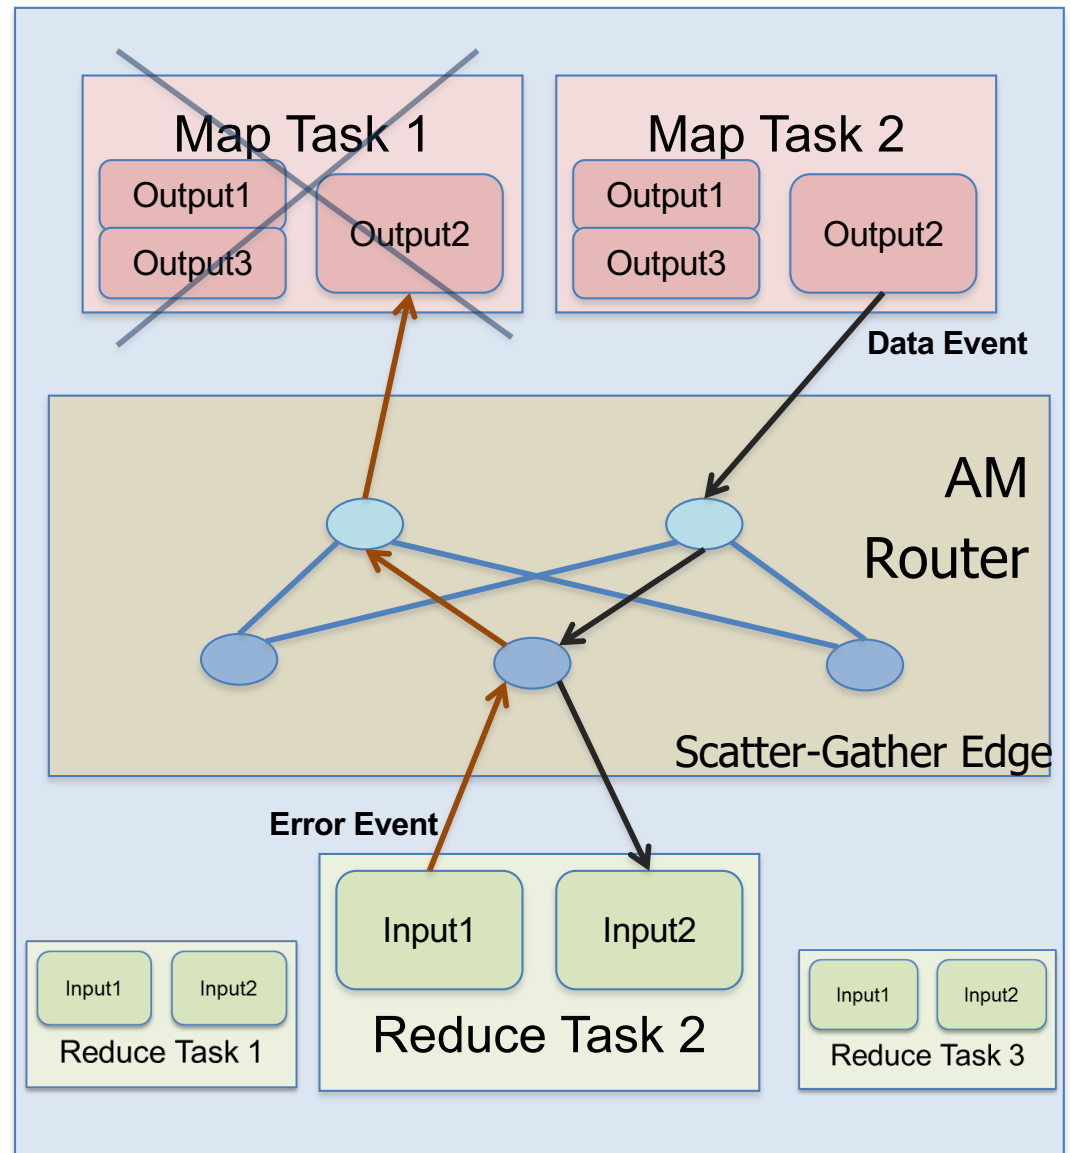 Map Task 1
Output1
Output2
Output3
Map Task 2
Output1
Output2
Output3
Data Event
AM
Router
Scatter-Gather Edge
Error Event
Input1
Input2
Reduce Task 2
Input1
Input2
Reduce Task 1
Input1
Input2
Reduce Task 3